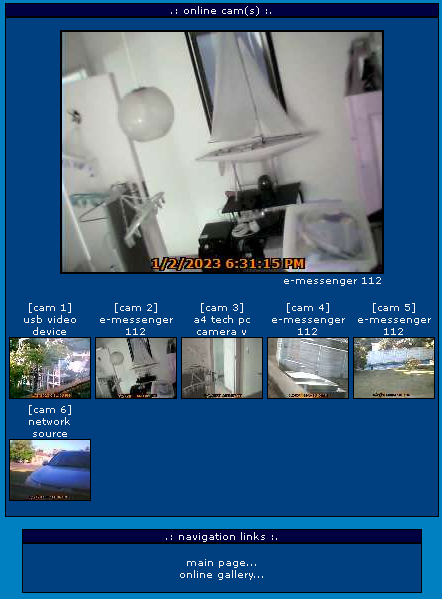 .: online cam(s) :.
1/2/2023 6:31:15 PM
e-messenger 112
[cam 1]
usb video
device
[cam 2]
e-messenger
112
[cam 3]
a4 tech pc
camera v
[cam 4]
e-messenger
112
[cam 5]
e-messenger
112
[cam 6]
network
source
.: navigation links :.
main page...
online gallery...